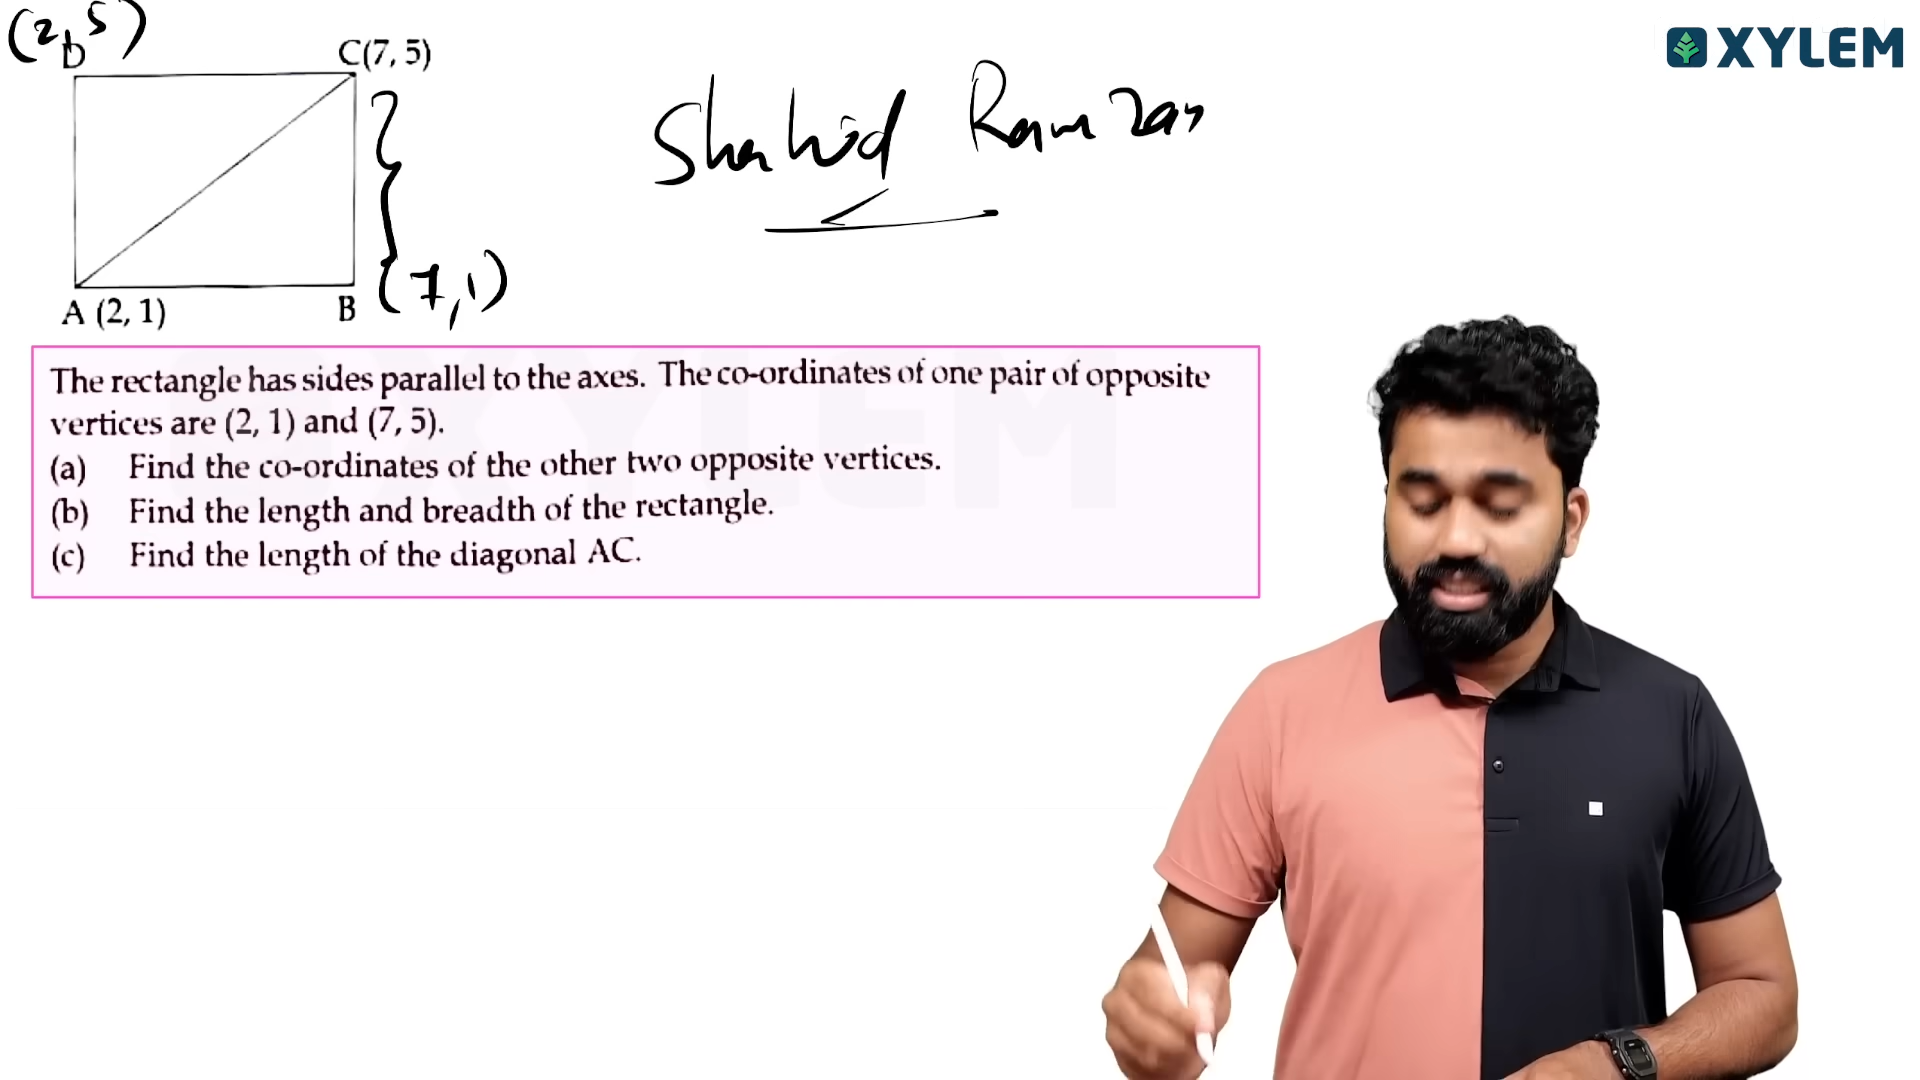 (2, 5)
D
C(7, 5)
XYLEM
Shahid Ramzan
(7,1)
A (2, 1)
B
The rectangle has sides parallel to the axes. The co-ordinates of one pair of opposite
vertices are (2, 1) and (7, 5).
(a) Find the co-ordinates of the other two opposite vertices.
(b) Find the length and breadth of the rectangle.
(c) Find the length of the diagonal AC.